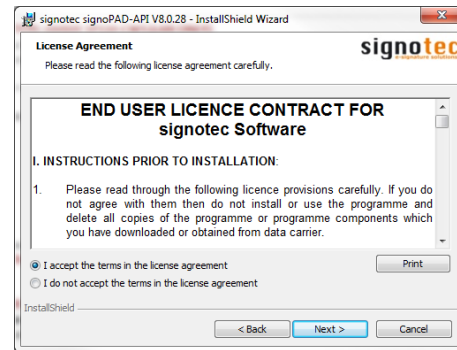 signotec signoPAD-API V8.0.28 - InstallShield Wizard
License Agreement
Please read the following license agreement carefully.
signotec
e-signature solutions
END USER LICENCE CONTRACT FOR
signotec Software
I. INSTRUCTIONS PRIOR TO INSTALLATION:
1. Please read through the following licence provisions carefully. If you do
not agree with them then do not install or use the programme and
delete all copies of the programme or programme components which
you have downloaded or obtained from data carrier.
I accept the terms in the license agreement
Print
I do not accept the terms in the license agreement
InstallShield
< Back
Next >
Cancel